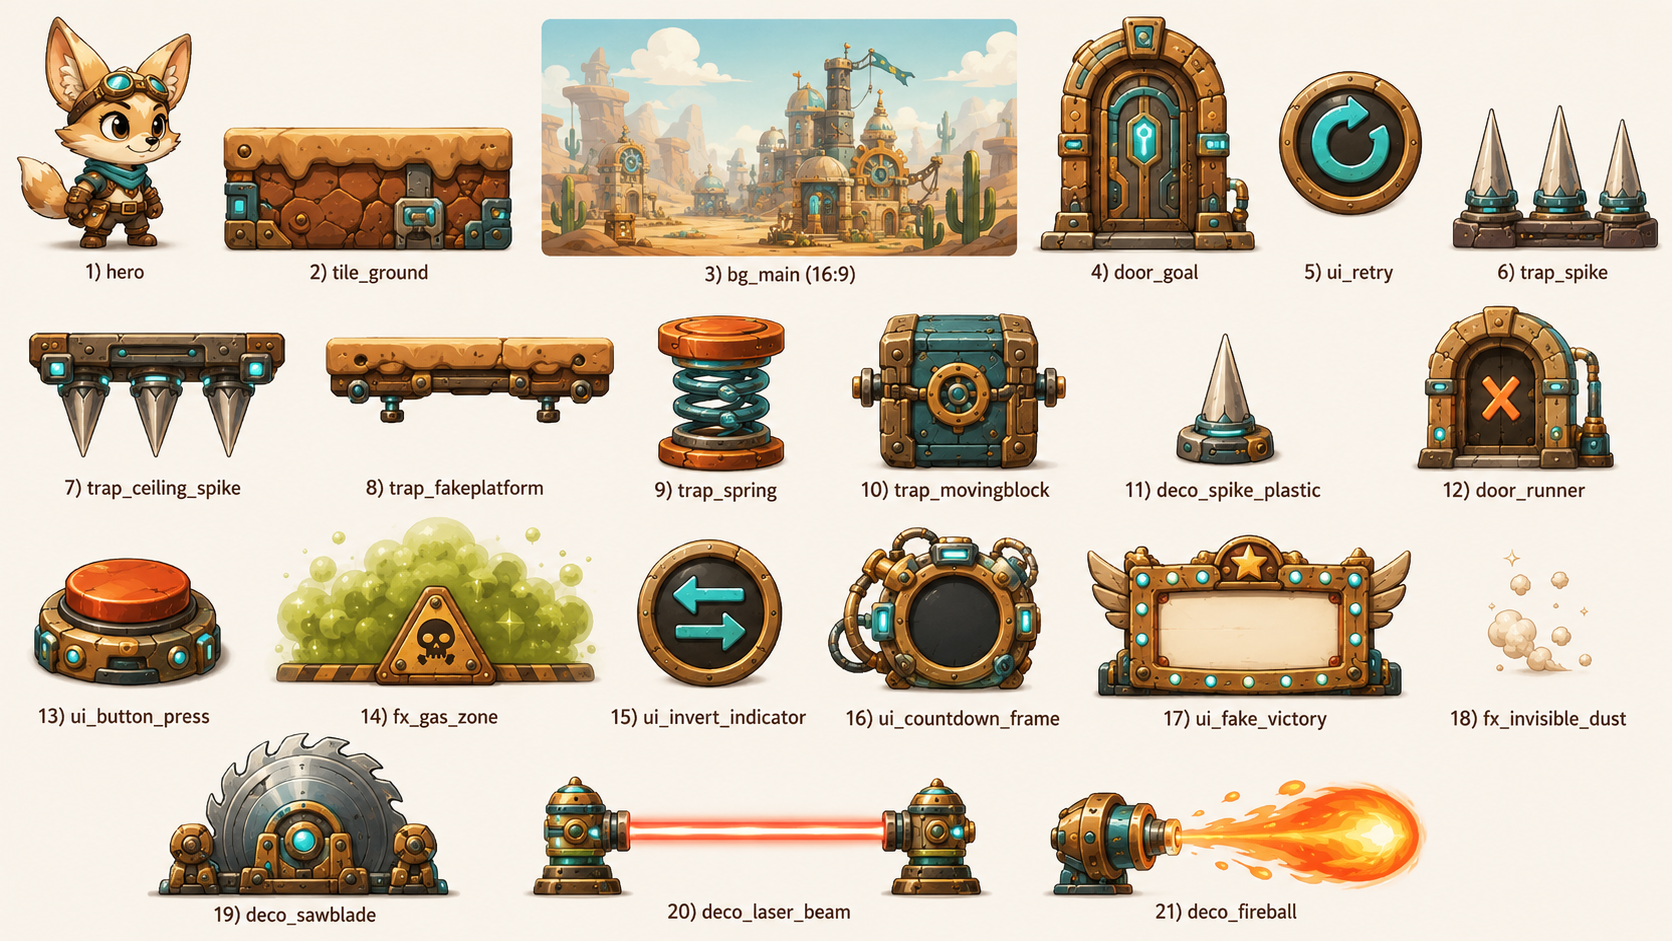 1) hero
2) tile_ground
3) bg_main (16:9)
4) door_goal
5) ui_retry
6) trap_spike
7) trap_ceiling_spike
8) trap_fakeplatform
9) trap_spring
10) trap_movingblock
11) deco_spike_plastic
12) door_runner
13) ui_button_press
14) fx_gas_zone
15) ui_invert_indicator
16) ui_countdown_frame
17) ui_fake_victory
18) fx_invisible_dust
19) deco_sawblade
20) deco_laser_beam
21) deco_fireball